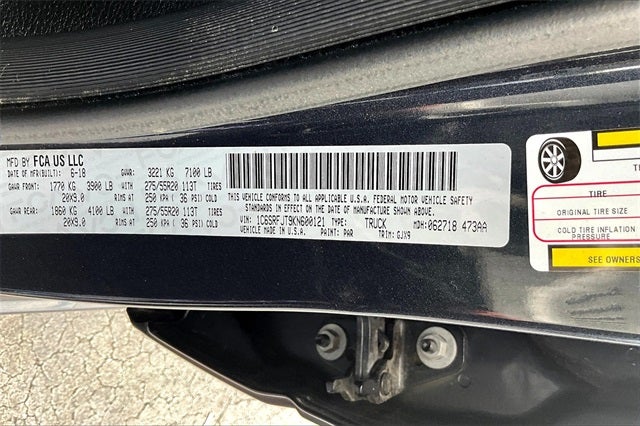 MFD BY FCA US LLC
DATE OF MFR(BUILT): 6-18 GVWR: 3221 KG 7100 LB
GAWR FRONT: 1770 KG 3900 LB WITH 275/55R20 113T TIRES
20X9.0 RIMS AT 250 KPA ( 36 PSI) COLD
GAWR REAR: 1860 KG 4100 LB WITH 275/55R20 113T TIRES
20X9.0 RIMS AT 250 KPA ( 36 PSI) COLD
THIS VEHICLE CONFORMS TO ALL APPLICABLE U.S.A. FEDERAL MOTOR VEHICLE SAFETY
STANDARDS IN EFFECT ON THE DATE OF MANUFACTURE SHOWN ABOVE.
VIN: 1C6SRFJT9KN600121 TYPE: TRUCK MDH: 062718 473AA
VEHICLE MADE IN U.S.A. PAINT: PAR TRIM: GJX9
TIRE
ORIGINAL TIRE SIZE
COLD TIRE INFLATION
PRESSURE
SEE OWNERS